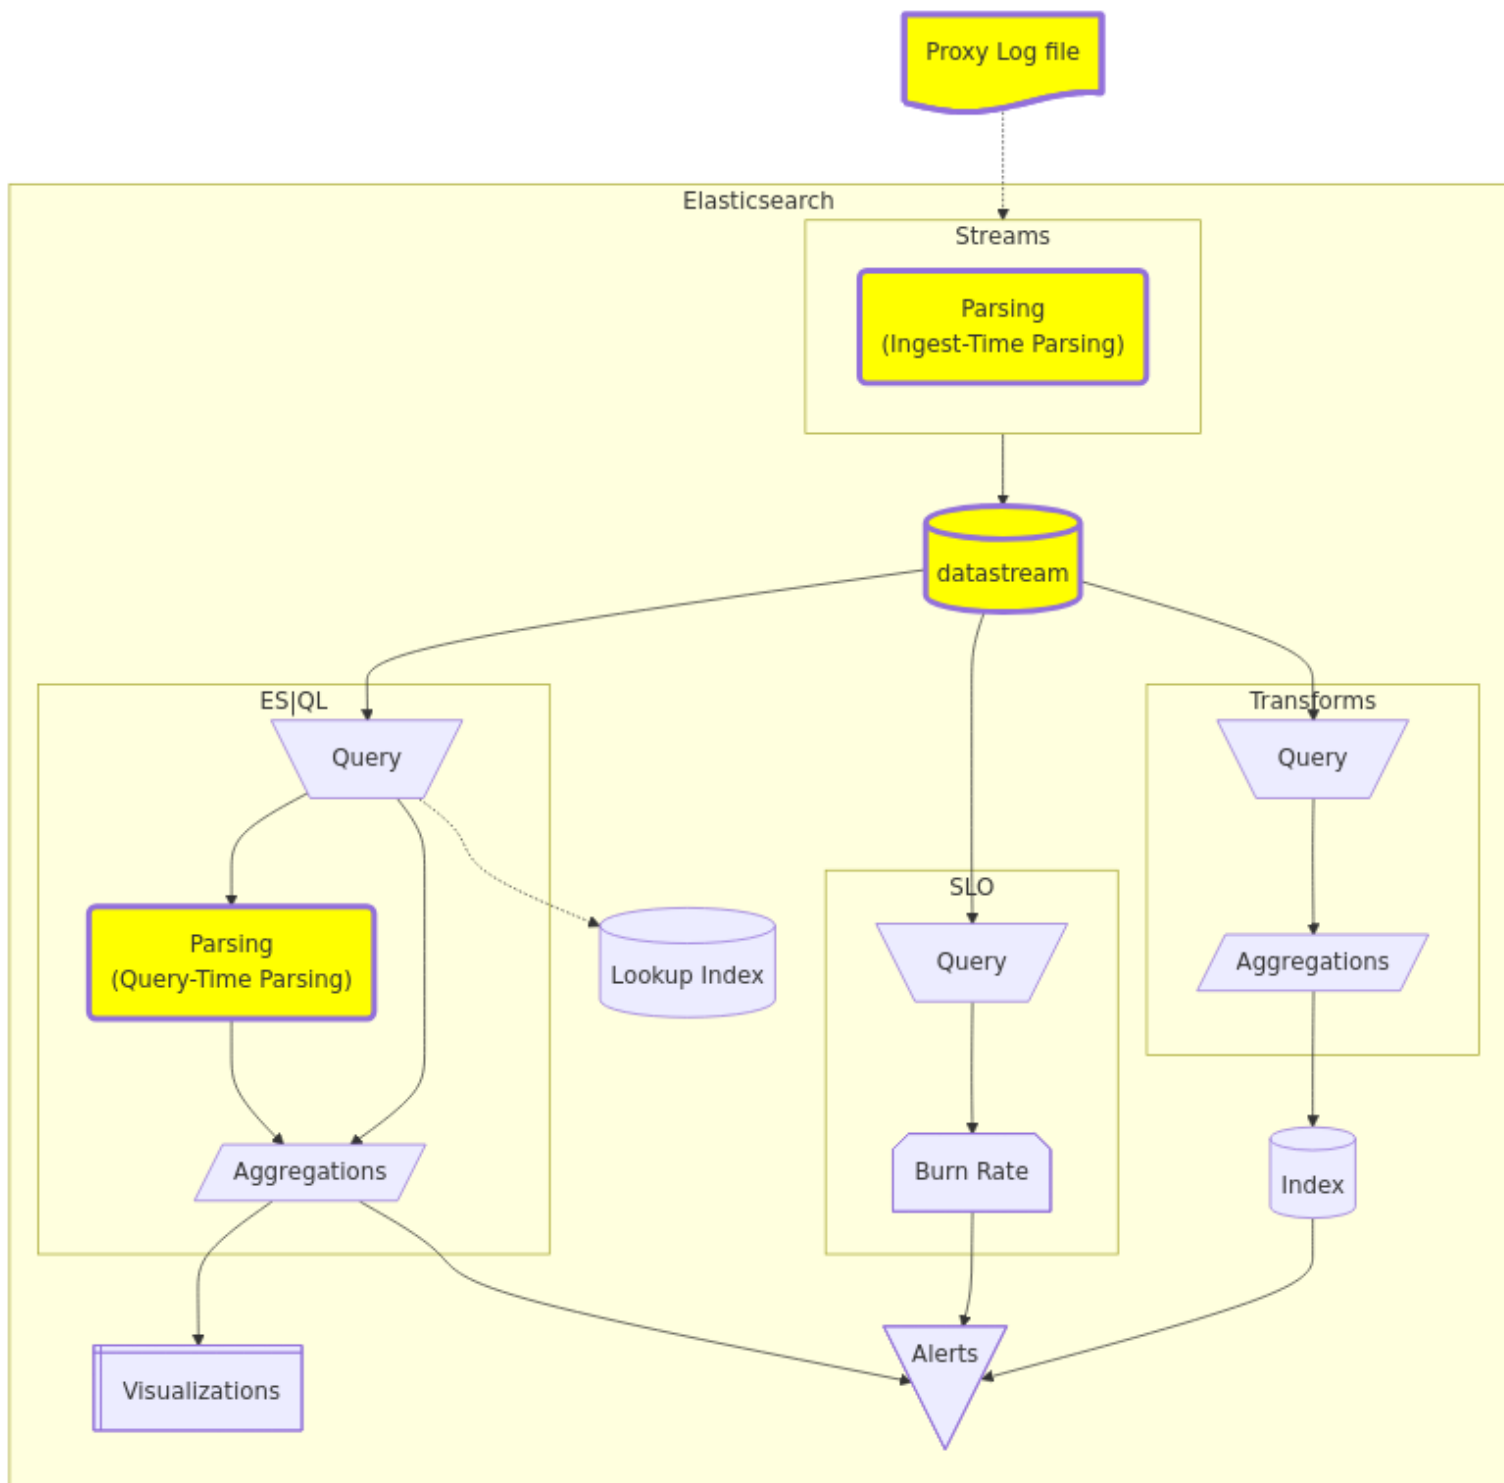 Proxy Log file
Elasticsearch
Streams
Parsing
(Ingest-Time Parsing)
datastream
ES|QL
Query
Transforms
Query
Parsing
(Query-Time Parsing)
Lookup Index
SLO
Query
Aggregations
Aggregations
Burn Rate
Index
Visualizations
Alerts